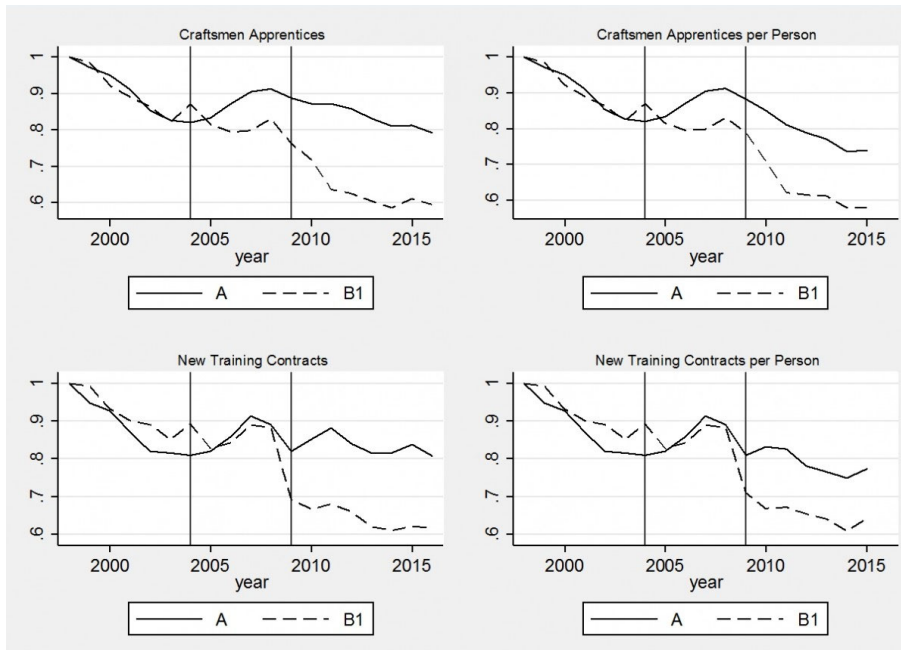 Craftsmen Apprentices
1
.9
.8
.7
.6
2000 2005 2010 2015
year
A B1
Craftsmen Apprentices per Person
1
.9
.8
.7
.6
2000 2005 2010 2015
year
A B1
New Training Contracts
1
.9
.8
.7
.6
2000 2005 2010 2015
year
A B1
New Training Contracts per Person
1
.9
.8
.7
.6
2000 2005 2010 2015
year
A B1